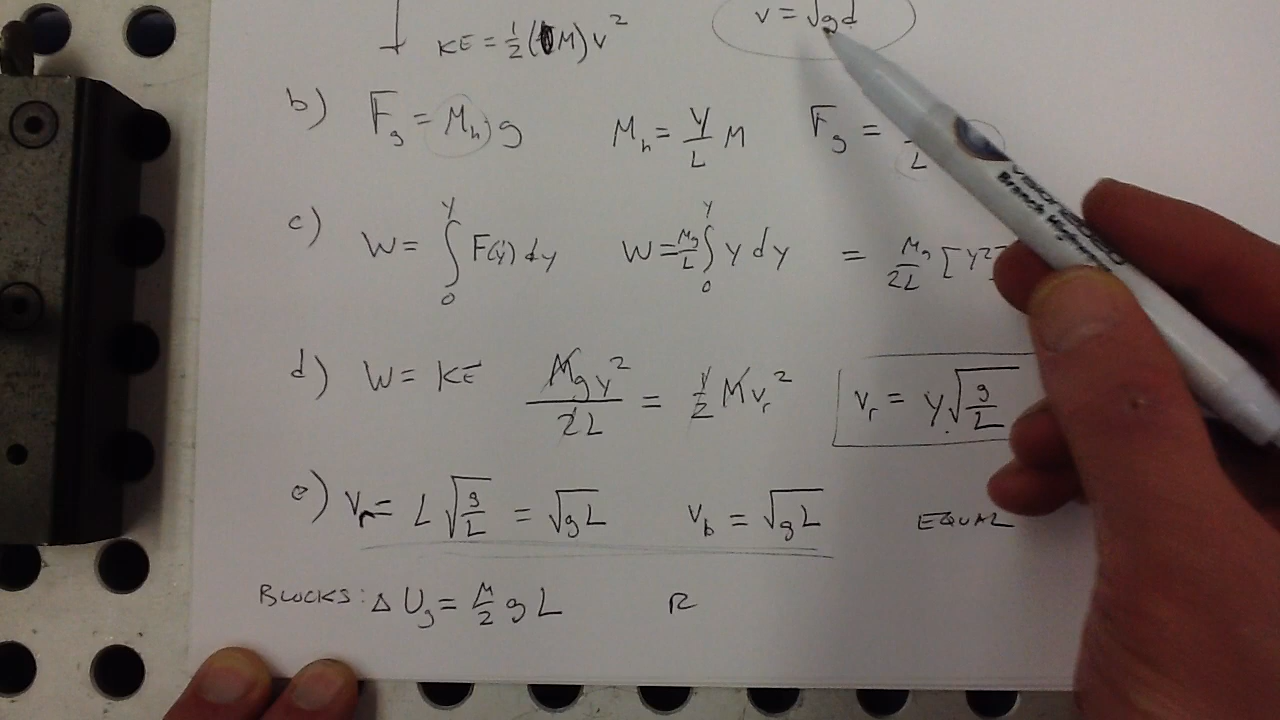 KE = ½(M)v² v = √gd
b) Fg = Mh)g Mh = y/L M Fg = L
c) W = ∫₀ʸ F(y) dy W = Mg/L ∫₀ʸ y dy = Mg/2L [y²]
d) W = KE Mgy²/2L = ½Mvr² vr = y√g/L
e) vr = L√g/L = √gL vb = √gL EQUAL
BLOCKS: ΔUg = M/2 gL R
Branch